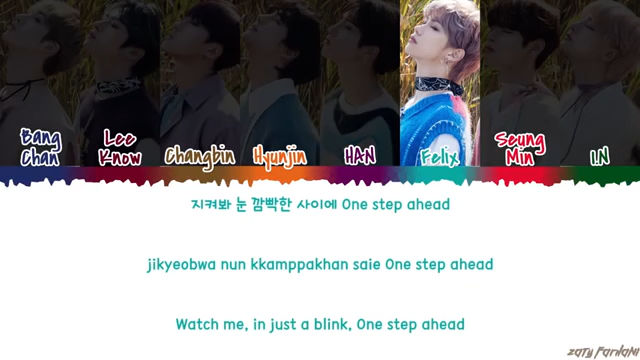 Bang Chan
Lee Know
Changbin
Hyunjin
HAN
Felix
Seung Min
I.N
지켜봐 눈 깜빡한 사이에 One step ahead
jikyeobwa nun kkamppakhan saie One step ahead
Watch me, in just a blink, One step ahead
ZaTy FarhaNi